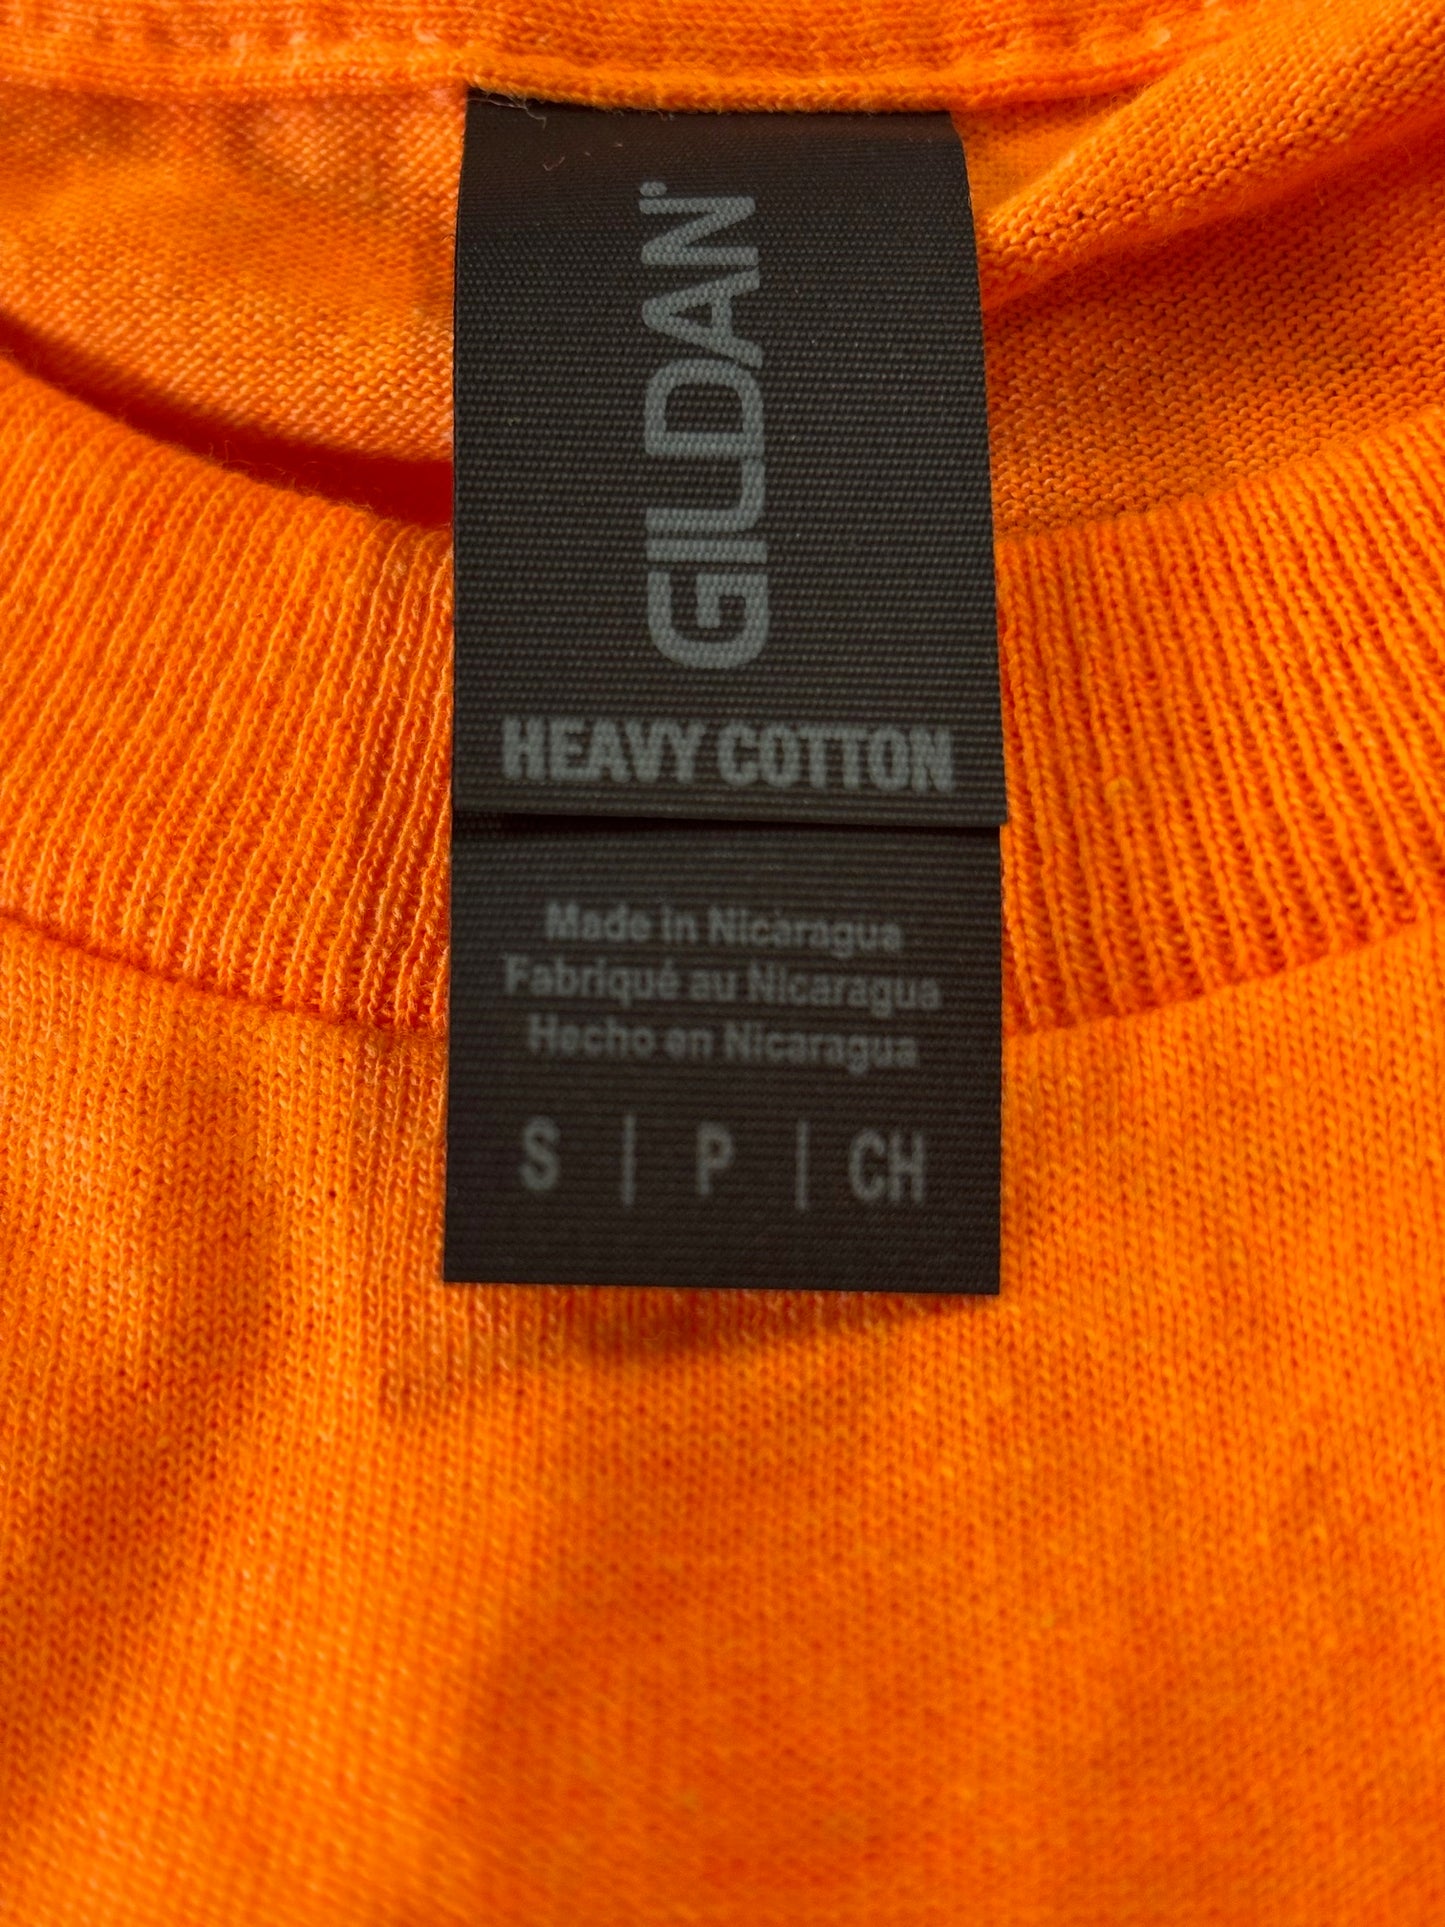 GILDAN®
HEAVY COTTON
Made in Nicaragua
Fabriqué au Nicaragua
Hecho en Nicaragua
S | P | CH